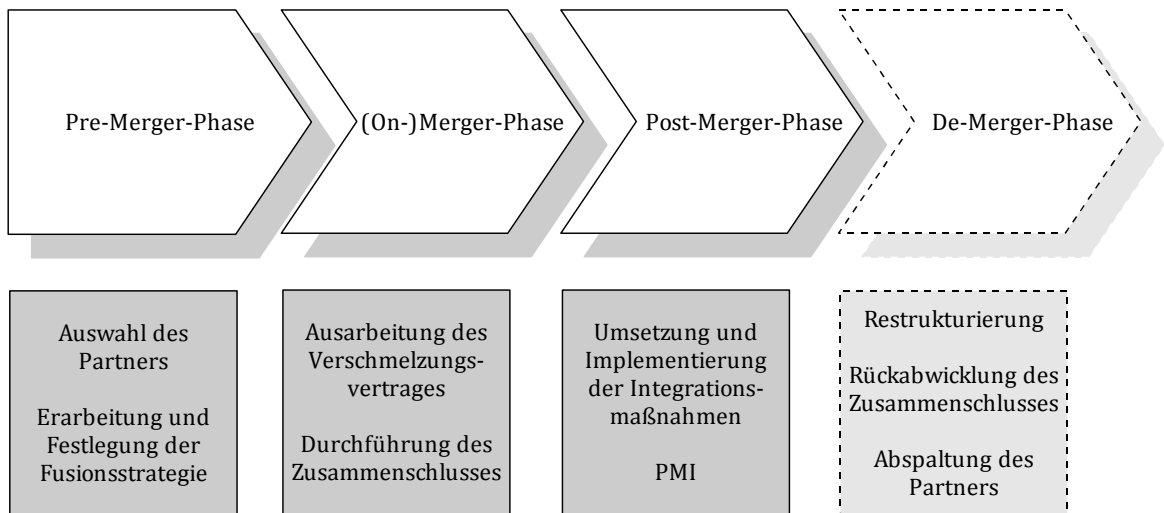 Pre-Merger-Phase
(On-)Merger-Phase
Post-Merger-Phase
De-Merger-Phase
Auswahl des
Partners
Erarbeitung und
Festlegung der
Fusionsstrategie
Ausarbeitung des
Verschmelzungs-
vertrages
Durchführung des
Zusammenschlusses
Umsetzung und
Implementierung
der Integrations-
maßnahmen
PMI
Restrukturierung
Rückabwicklung des
Zusammenschlusses
Abspaltung des
Partners